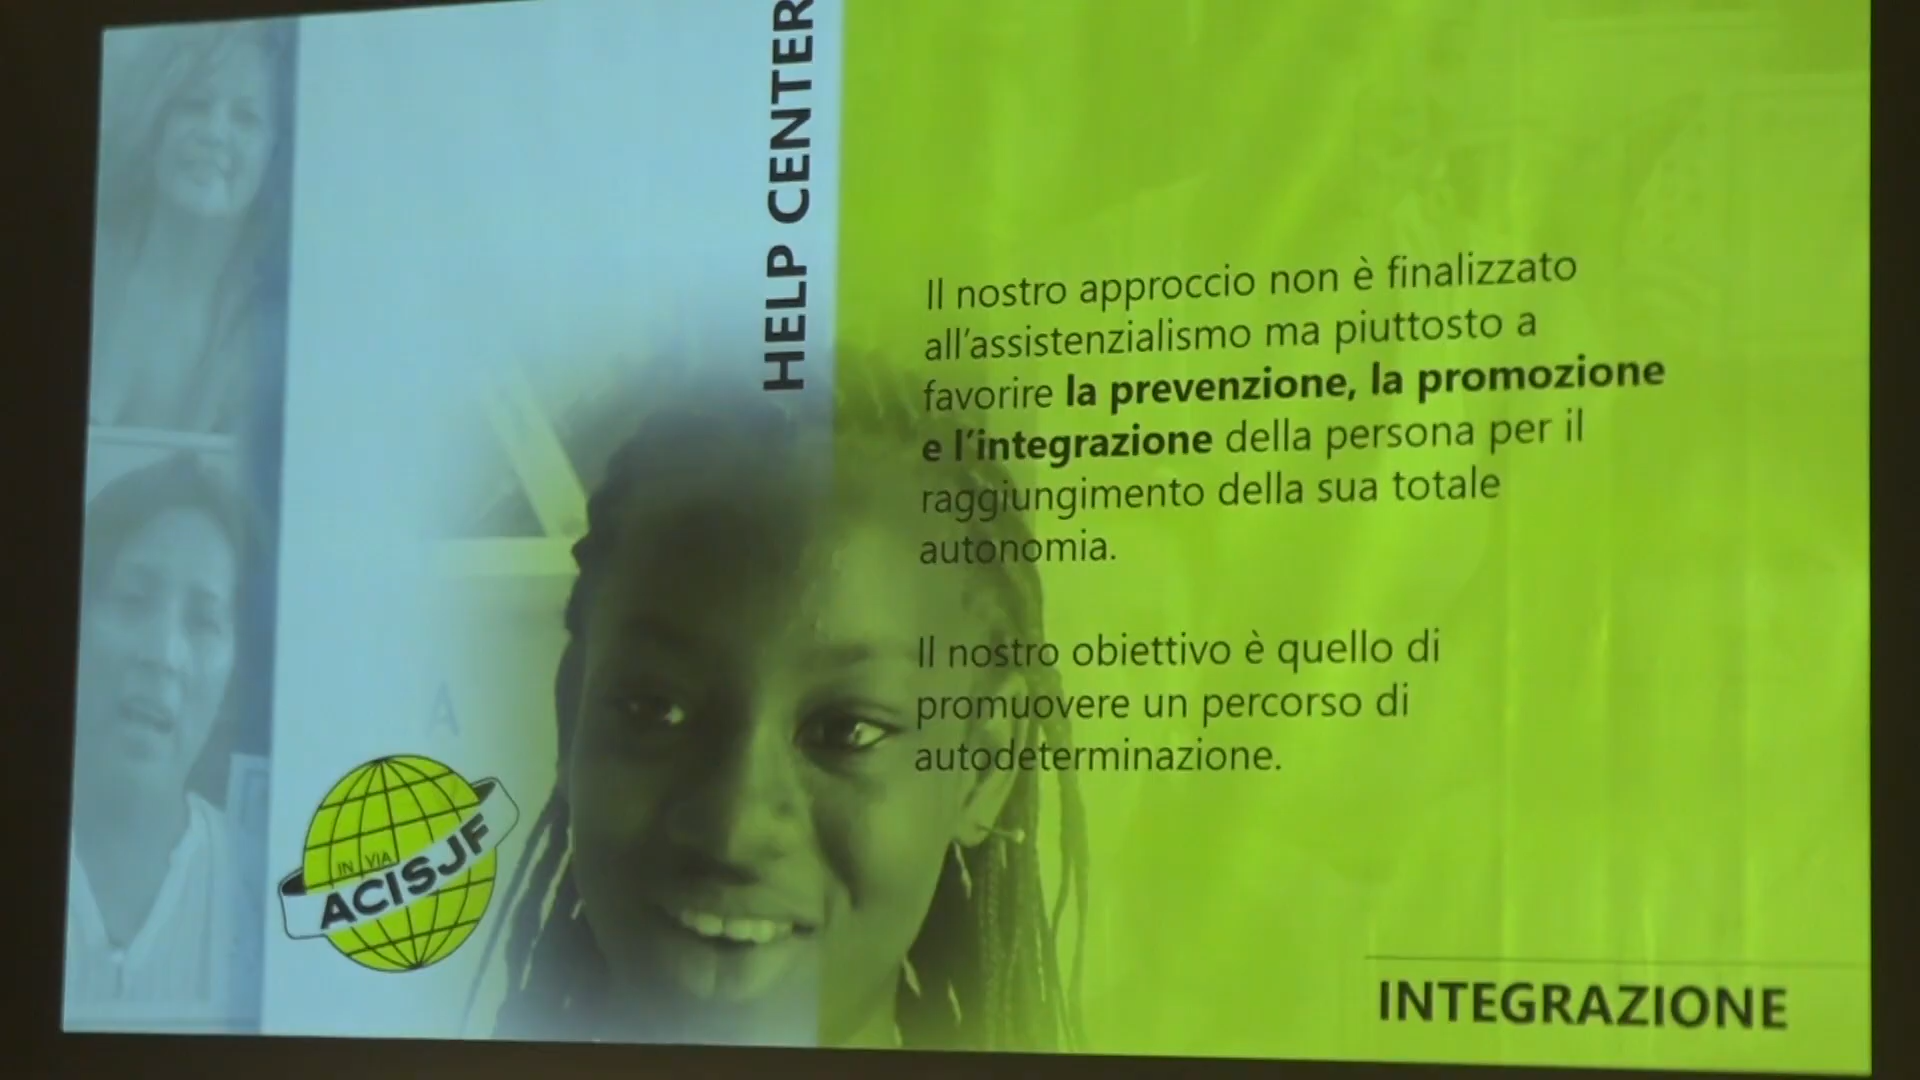 HELP CENTER
Il nostro approccio non è finalizzato
all'assistenzialismo ma piuttosto a
favorire la prevenzione, la promozione
e l'integrazione della persona per il
raggiungimento della sua totale
autonomia.
Il nostro obiettivo è quello di
promuovere un percorso di
autodeterminazione.
IN VIA
ACISJF
INTEGRAZIONE